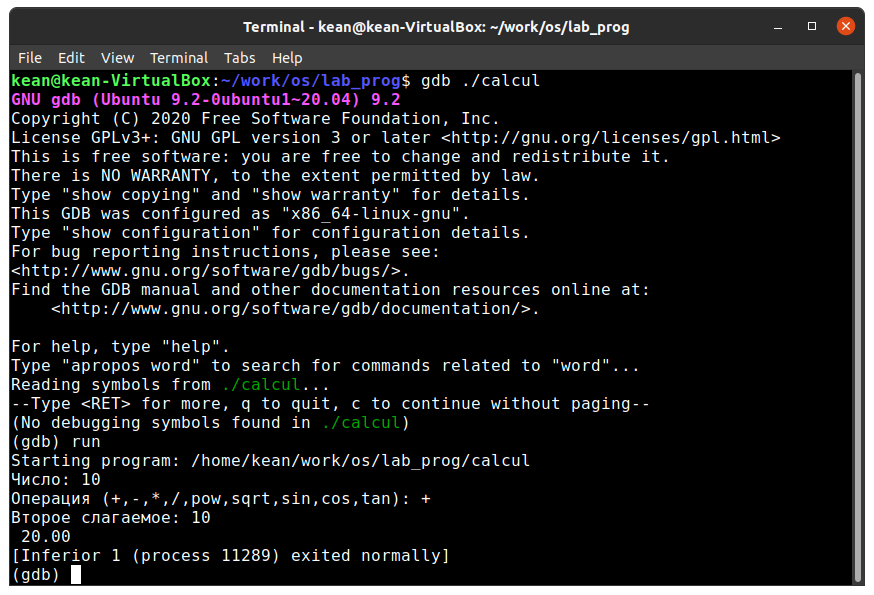 Terminal - kean@kean-VirtualBox: ~/work/os/lab_prog
File Edit View Terminal Tabs Help
kean@kean-VirtualBox:~/work/os/lab_prog$ gdb ./calcul
GNU gdb (Ubuntu 9.2-0ubuntu1~20.04) 9.2
Copyright (C) 2020 Free Software Foundation, Inc.
License GPLv3+: GNU GPL version 3 or later <http://gnu.org/licenses/gpl.html>
This is free software: you are free to change and redistribute it.
There is NO WARRANTY, to the extent permitted by law.
Type "show copying" and "show warranty" for details.
This GDB was configured as "x86_64-linux-gnu".
Type "show configuration" for configuration details.
For bug reporting instructions, please see:
<http://www.gnu.org/software/gdb/bugs/>.
Find the GDB manual and other documentation resources online at:
    <http://www.gnu.org/software/gdb/documentation/>.

For help, type "help".
Type "apropos word" to search for commands related to "word"...
Reading symbols from ./calcul...
--Type <RET> for more, q to quit, c to continue without paging--
(No debugging symbols found in ./calcul)
(gdb) run
Starting program: /home/kean/work/os/lab_prog/calcul
Число: 10
Операция (+,-,*,/,pow,sqrt,sin,cos,tan): +
Второе слагаемое: 10
 20.00
[Inferior 1 (process 11289) exited normally]
(gdb)